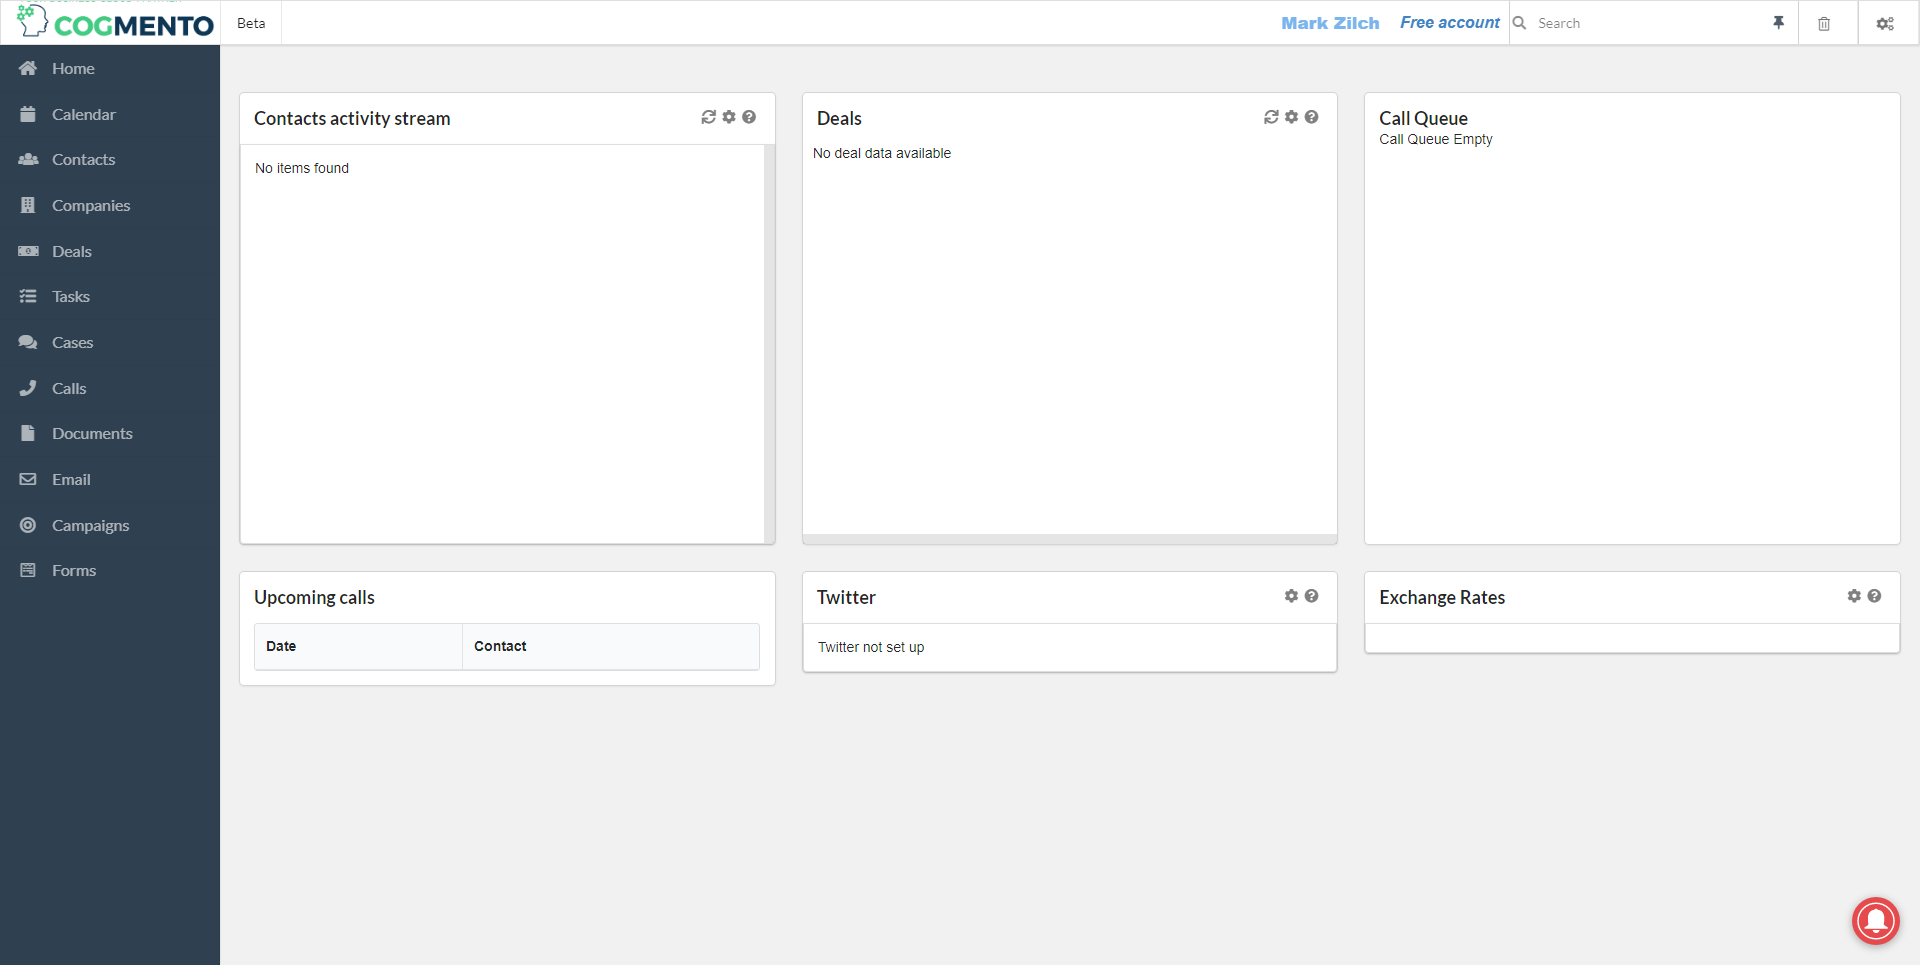 COGMENTO
Beta
Mark Zilch
Free account
Search
Home
Calendar
Contacts
Companies
Deals
Tasks
Cases
Calls
Documents
Email
Campaigns
Forms
Contacts activity stream
No items found
Deals
No deal data available
Call Queue
Call Queue Empty
Upcoming calls
Date
Contact
Twitter
Twitter not set up
Exchange Rates